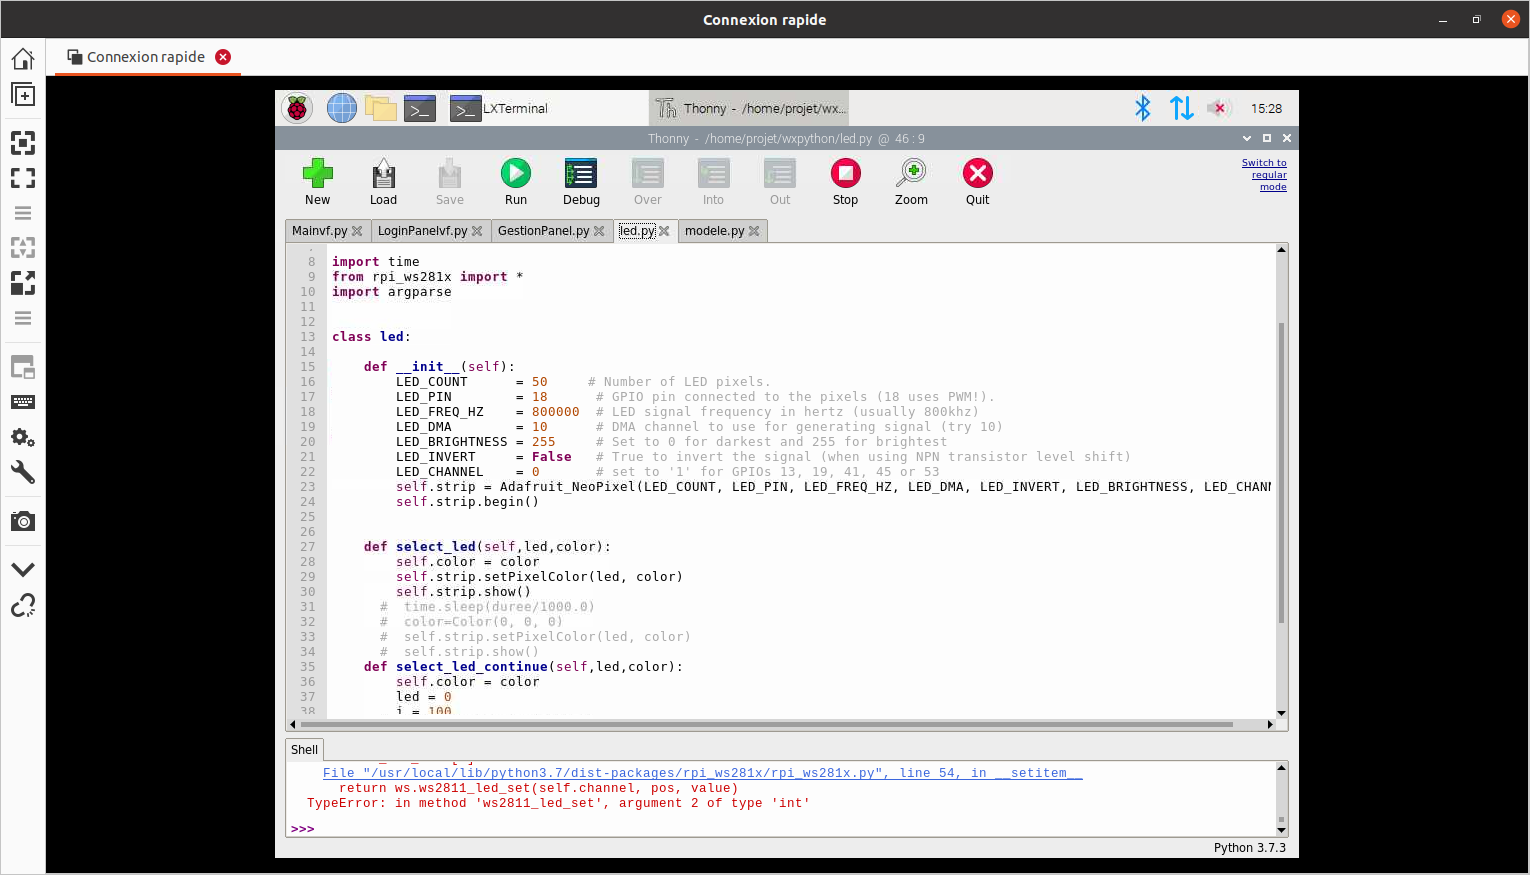 Connexion rapide
Connexion rapide
LXTerminal
Thonny - /home/projet/wx...
15:28
Thonny - /home/projet/wxpython/led.py @ 46 : 9
New
Load
Save
Run
Debug
Over
Into
Out
Stop
Zoom
Quit
Switch to
regular
mode
Mainvf.py
LoginPanelvf.py
GestionPanel.py
led.py
modele.py
8 import time
9 from rpi_ws281x import *
10 import argparse
11
12
13 class led:
14
15     def __init__(self):
16         LED_COUNT      = 50     # Number of LED pixels.
17         LED_PIN        = 18      # GPIO pin connected to the pixels (18 uses PWM!).
18         LED_FREQ_HZ    = 800000  # LED signal frequency in hertz (usually 800khz)
19         LED_DMA        = 10      # DMA channel to use for generating signal (try 10)
20         LED_BRIGHTNESS = 255     # Set to 0 for darkest and 255 for brightest
21         LED_INVERT     = False   # True to invert the signal (when using NPN transistor level shift)
22         LED_CHANNEL    = 0       # set to '1' for GPIOs 13, 19, 41, 45 or 53
23         self.strip = Adafruit_NeoPixel(LED_COUNT, LED_PIN, LED_FREQ_HZ, LED_DMA, LED_INVERT, LED_BRIGHTNESS, LED_CHANN
24         self.strip.begin()
25
26
27     def select_led(self,led,color):
28         self.color = color
29         self.strip.setPixelColor(led, color)
30         self.strip.show()
31       #  time.sleep(duree/1000.0)
32       #  color=Color(0, 0, 0)
33       #  self.strip.setPixelColor(led, color)
34       #  self.strip.show()
35     def select_led_continue(self,led,color):
36         self.color = color
37         led = 0
38         i = 100
Shell
File "/usr/local/lib/python3.7/dist-packages/rpi_ws281x/rpi_ws281x.py", line 54, in __setitem__
return ws.ws2811_led_set(self.channel, pos, value)
TypeError: in method 'ws2811_led_set', argument 2 of type 'int'
>>>
Python 3.7.3